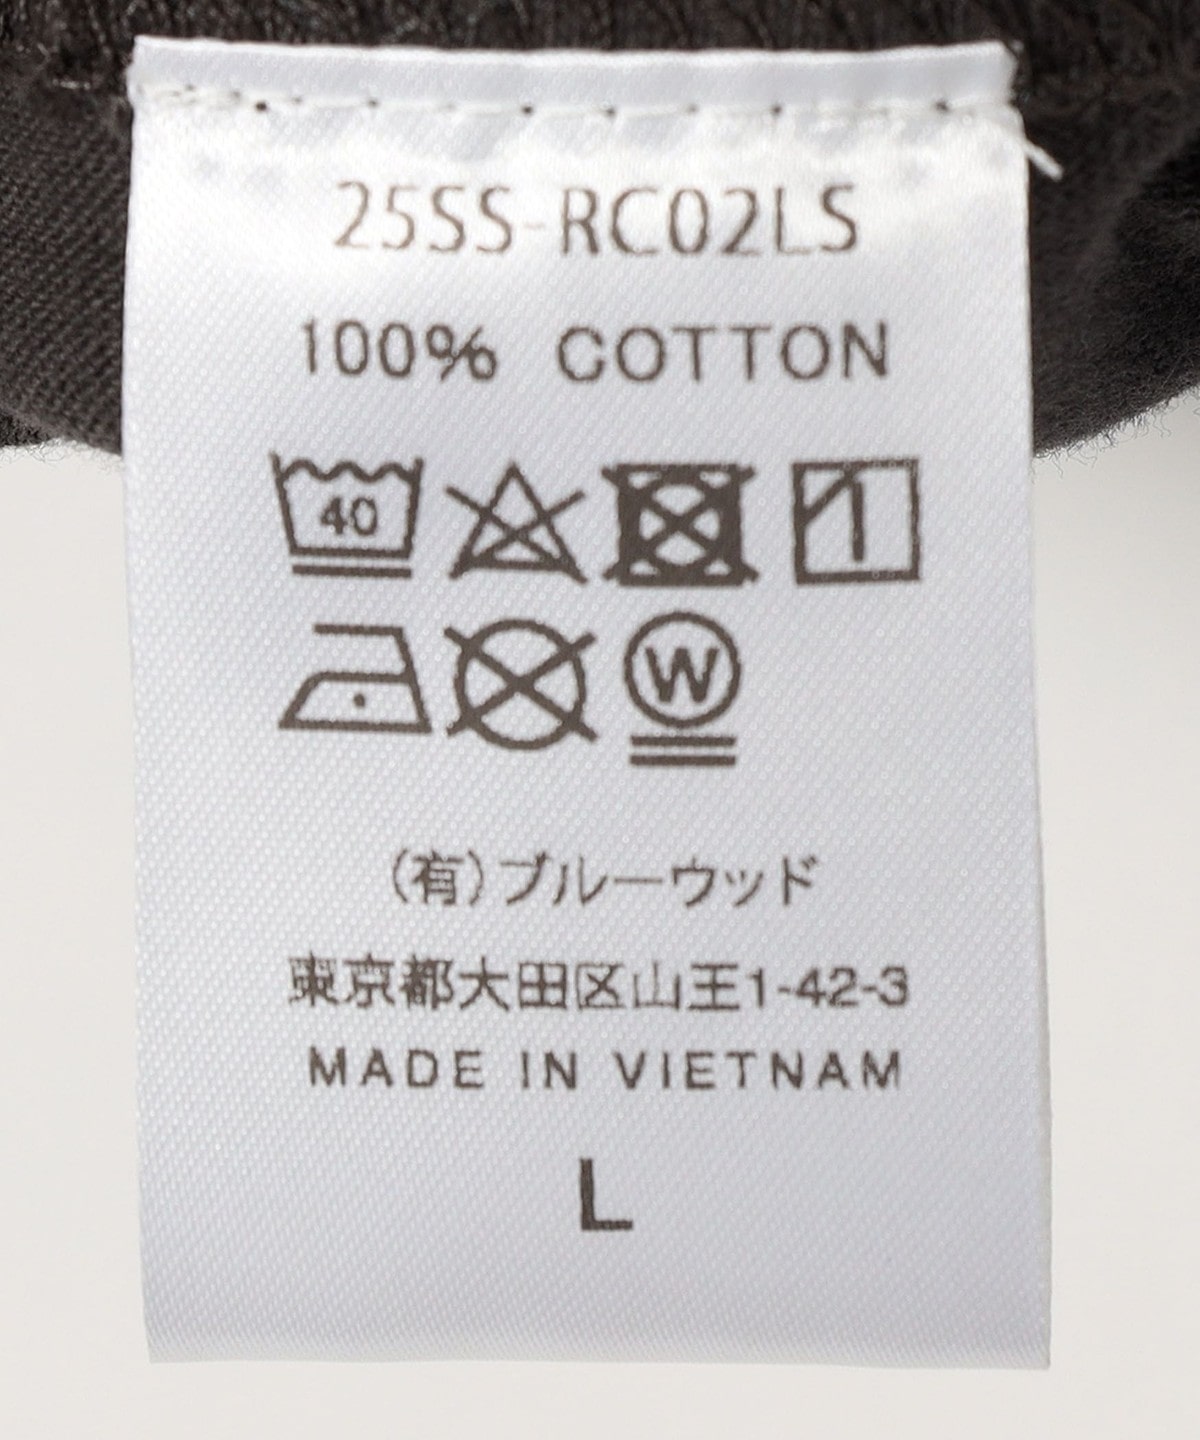 25SS-RC02LS
100% COTTON
40
W
(有)ブルーウッド
東京都大田区山王1-42-3
MADE IN VIETNAM
L